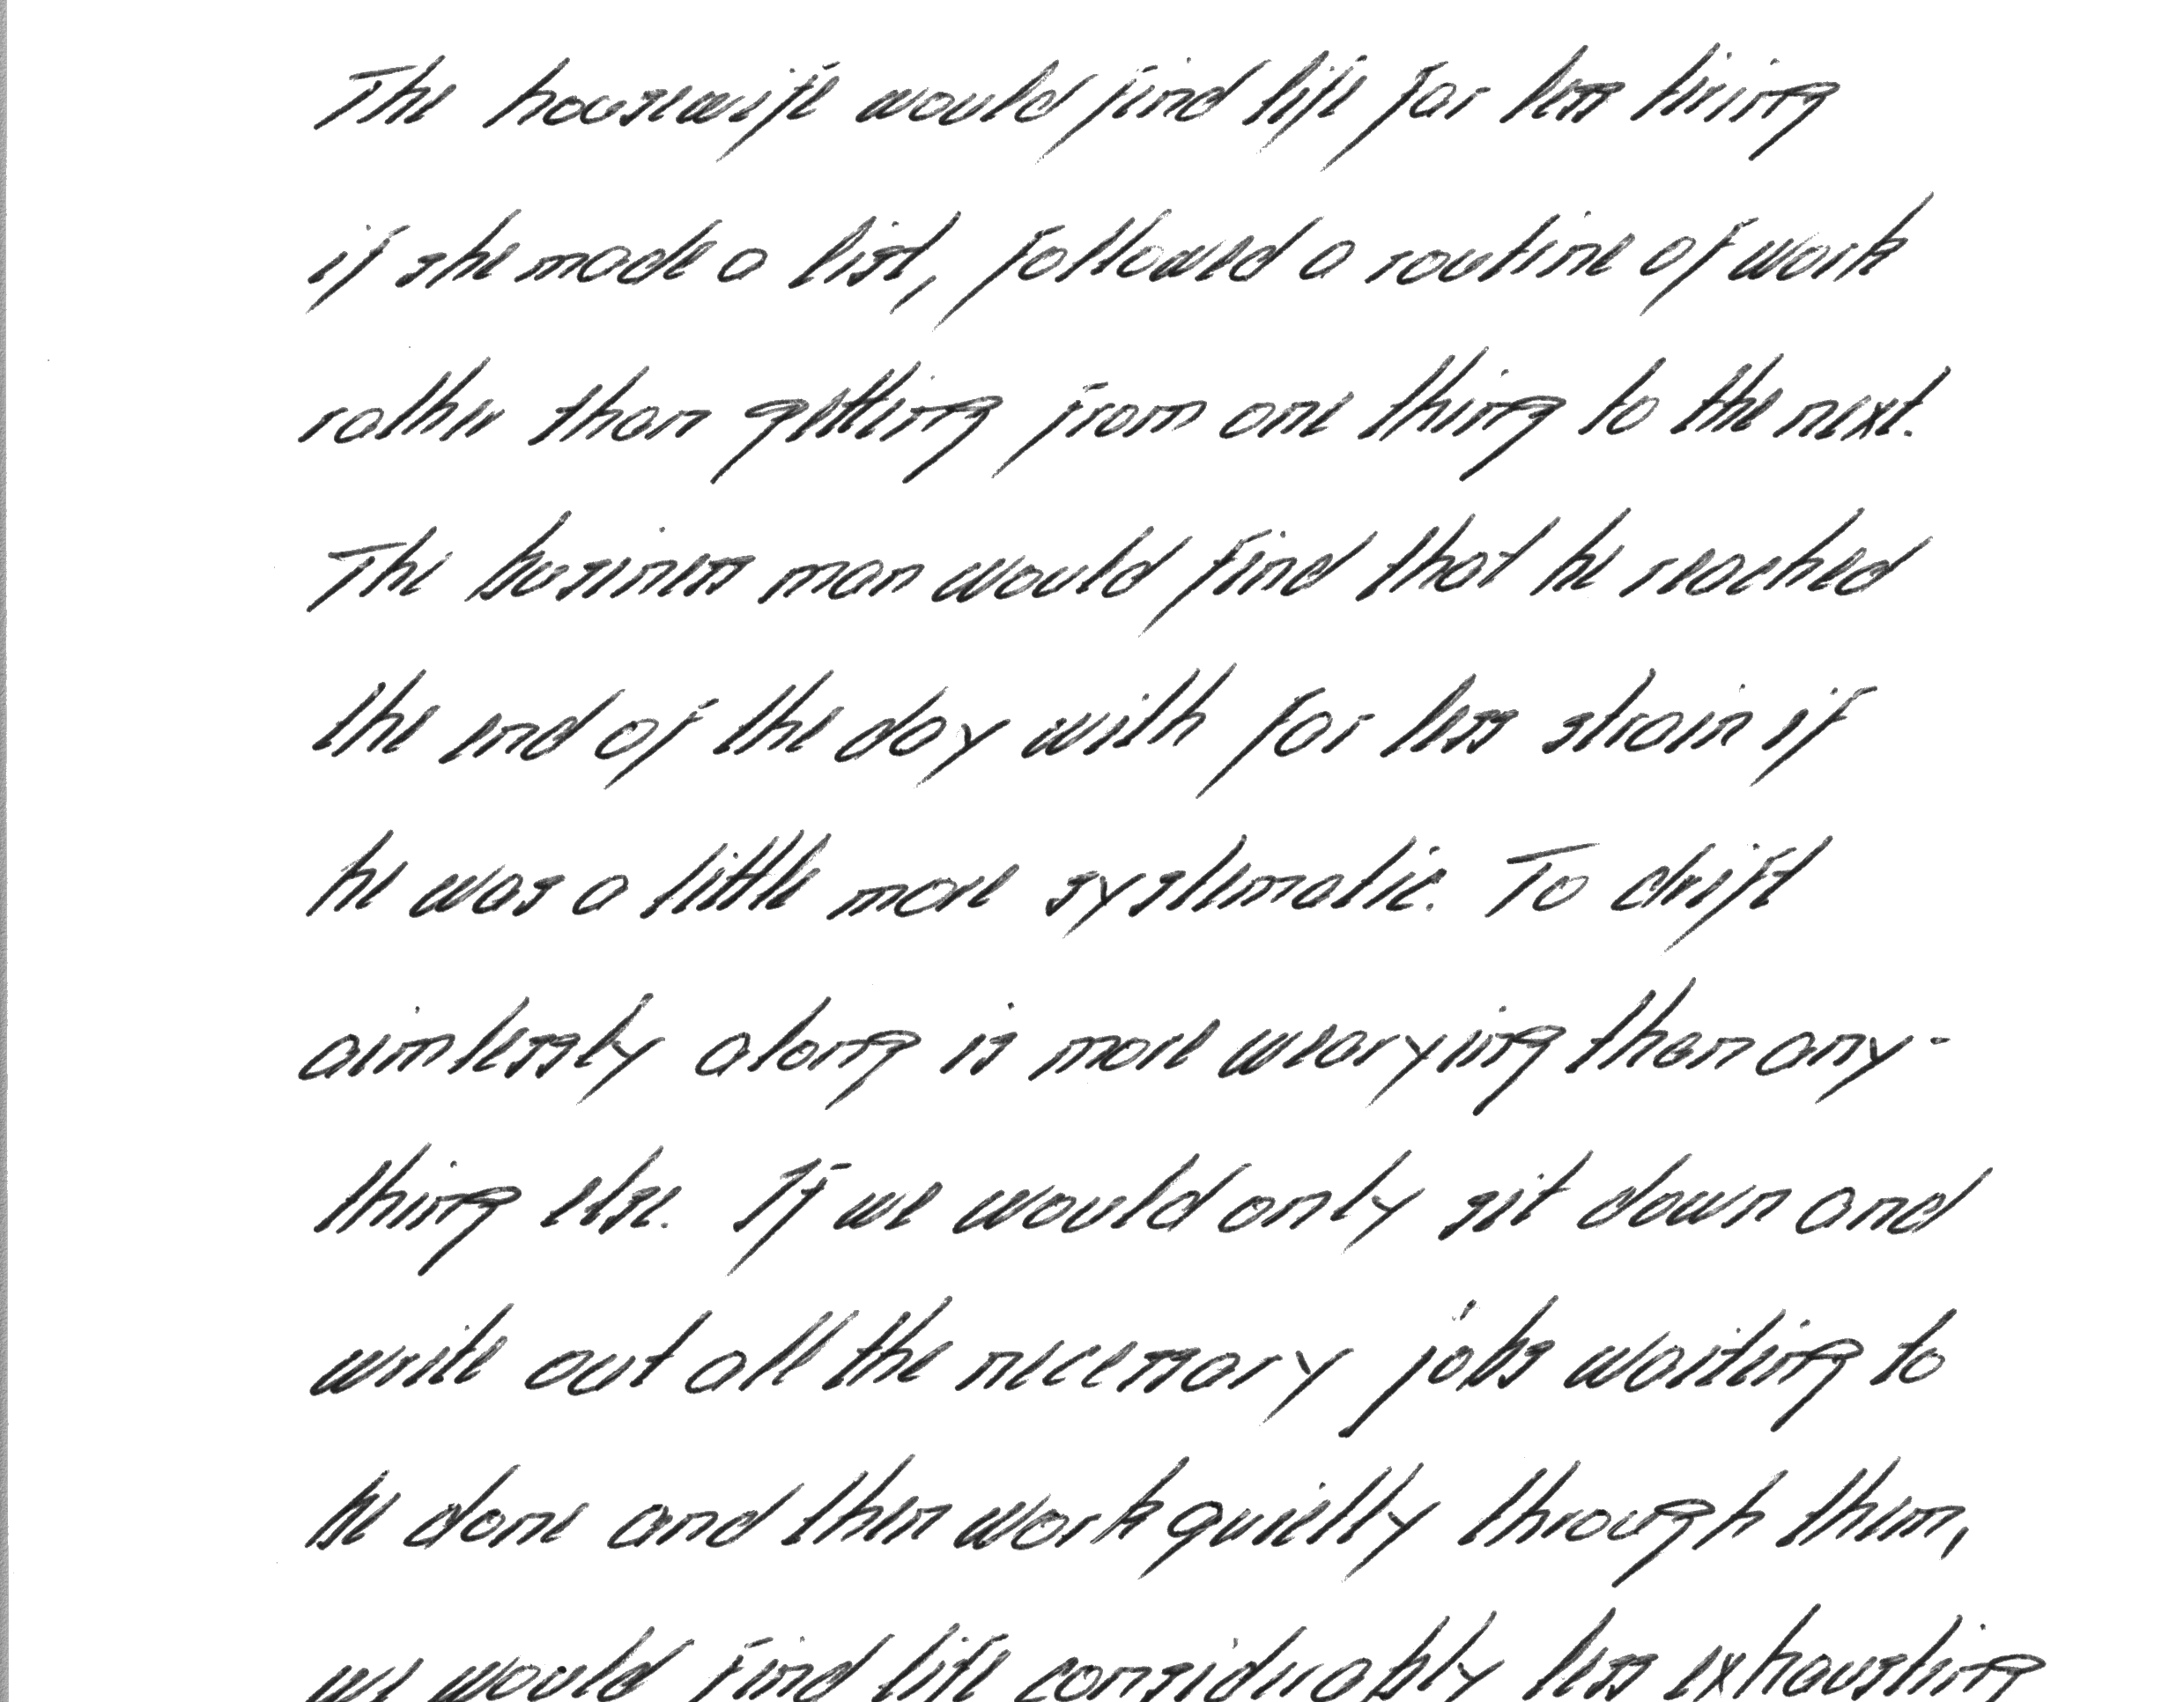 The housewife would find life far less tiring
if she made a list, followed a routine of work
rather than getting from one thing to the next.
The business man would find that he reached
the end of the day with far less strain if
he was a little more systematic. To drift
aimlessly along is more wearying than any-
thing else. If we would only sit down and
write out all the necessary jobs waiting to
be done and then work quietly through them,
we would find life considerably less exhausting